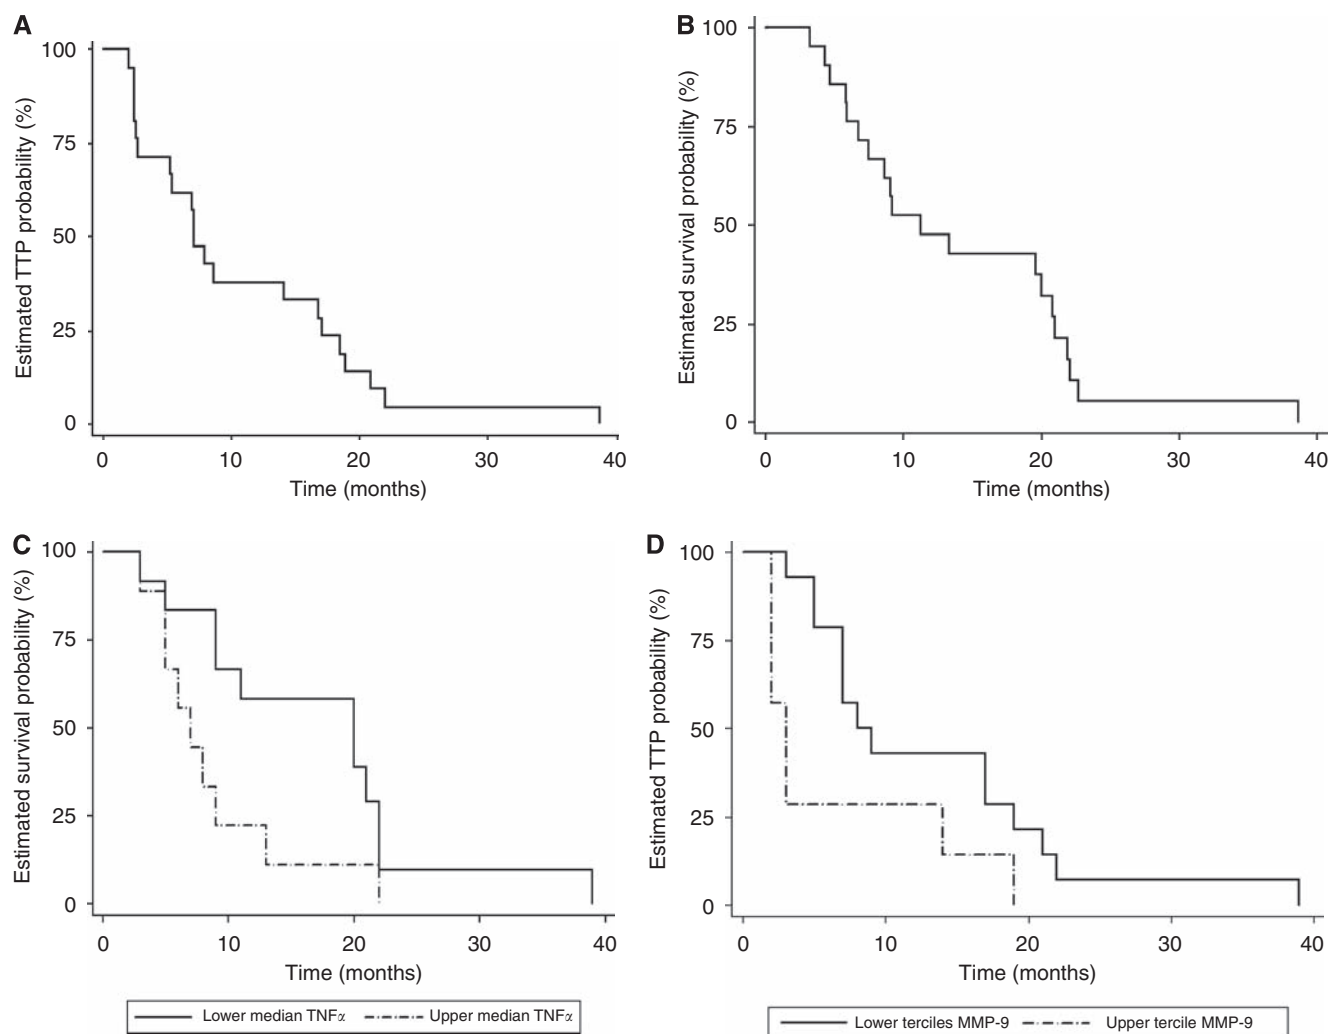 A
Estimated TTP probability (%)
100
75
50
25
0
0 10 20 30 40
Time (months)
B
Estimated survival probability (%)
100
75
50
25
0
0 10 20 30 40
Time (months)
C
Estimated survival probability (%)
100
75
50
25
0
0 10 20 30 40
Time (months)
Lower median TNFα Upper median TNFα
D
Estimated TTP probability (%)
100
75
50
25
0
0 10 20 30 40
Time (months)
Lower terciles MMP-9 Upper tercile MMP-9